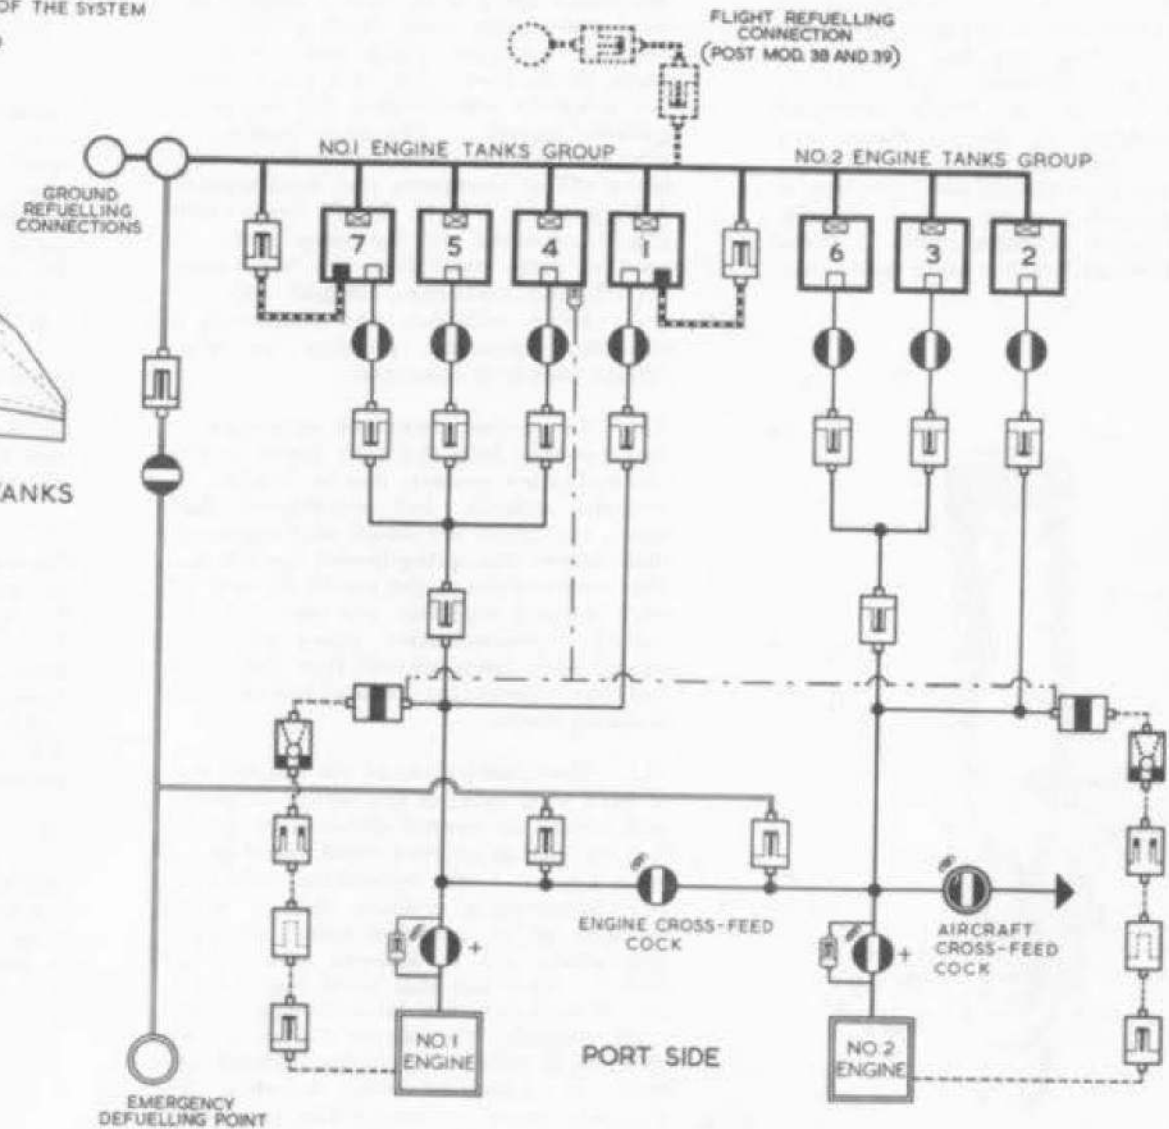 OF THE SYSTEM
FLIGHT REFUELLING
CONNECTION
(POST MOD. 38 AND 39)
NO.1 ENGINE TANKS GROUP
NO.2 ENGINE TANKS GROUP
GROUND
REFUELLING
CONNECTIONS
7
5
4
1
6
3
2
TANKS
ENGINE CROSS-FEED
COCK
AIRCRAFT
CROSS-FEED
COCK
+
+
NO.1
ENGINE
PORT SIDE
NO.2
ENGINE
EMERGENCY
DEFUELLING POINT